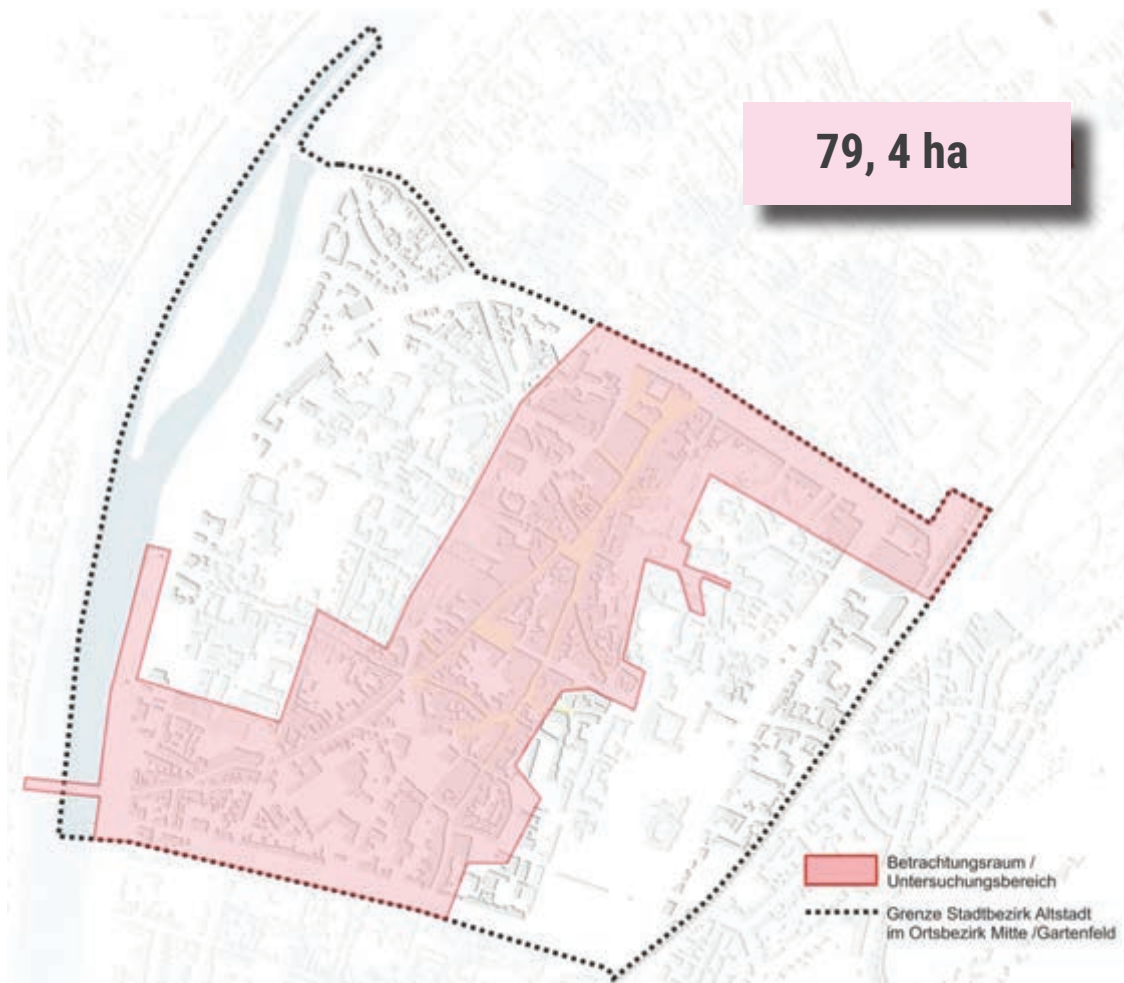 79, 4 ha
Betrachtungsraum /
Untersuchungsbereich
Grenze Stadtbezirk Altstadt
im Ortsbezirk Mitte /Gartenfeld